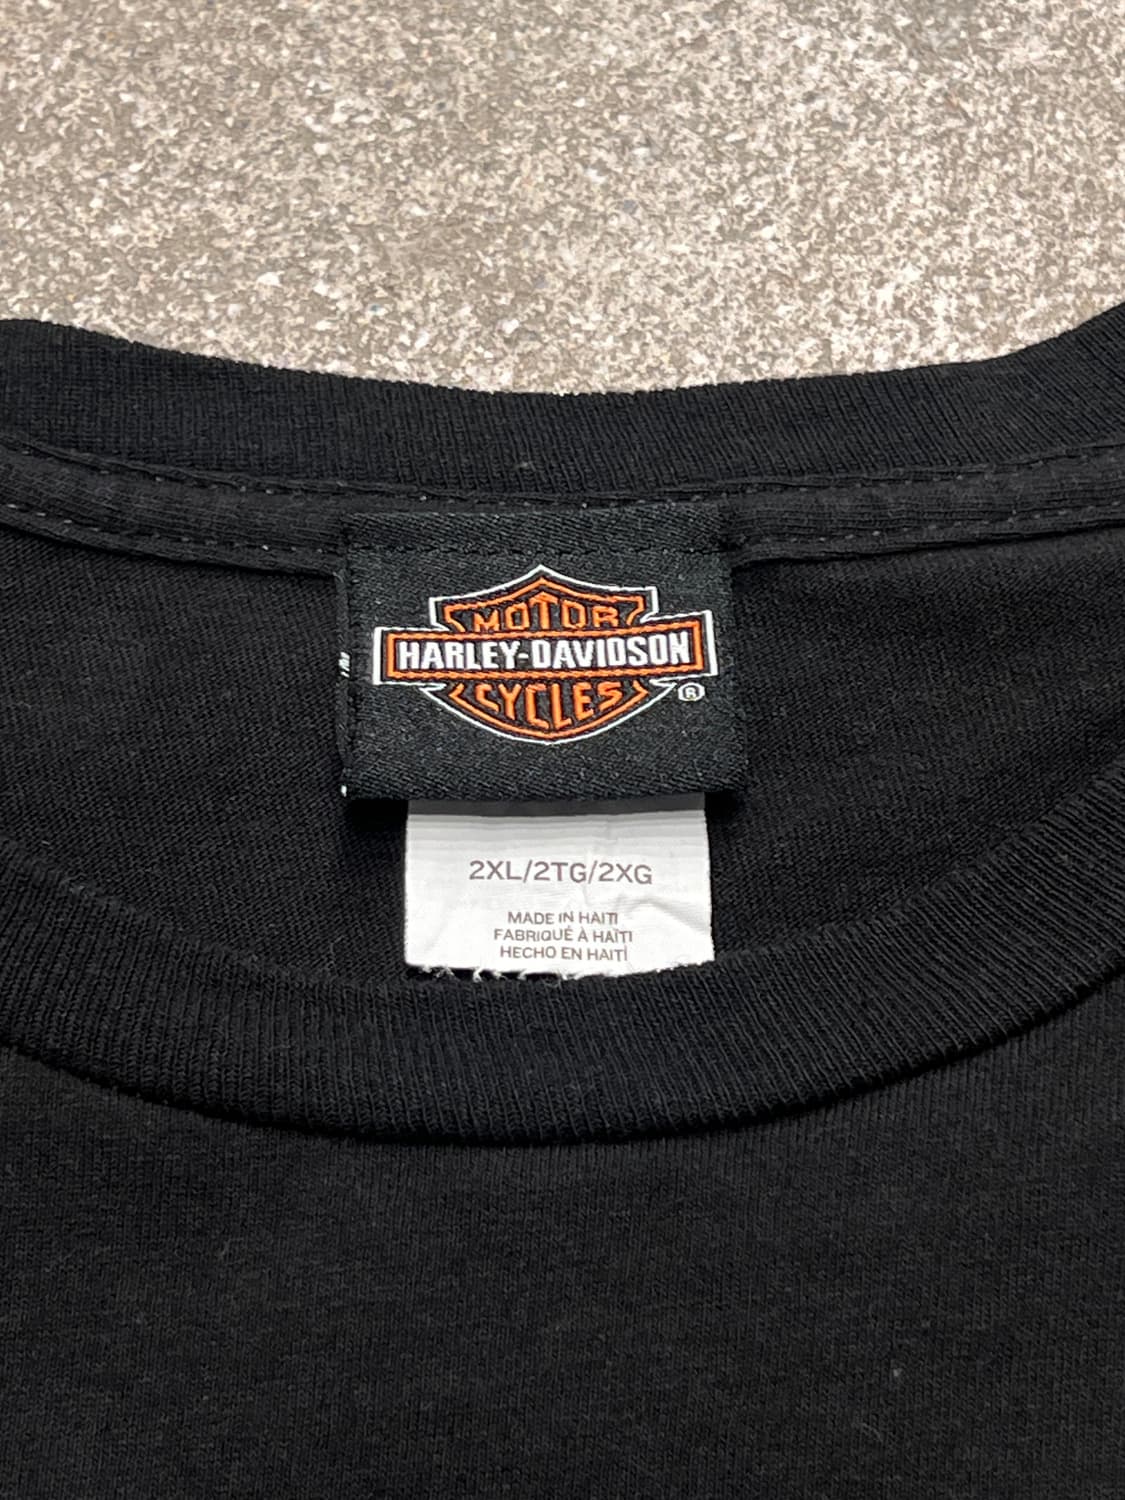 MOTOR
HARLEY-DAVIDSON
CYCLES
®
2XL/2TG/2XG
MADE IN HAITI
FABRIQUÉ À HAÏTI
HECHO EN HAITÍ